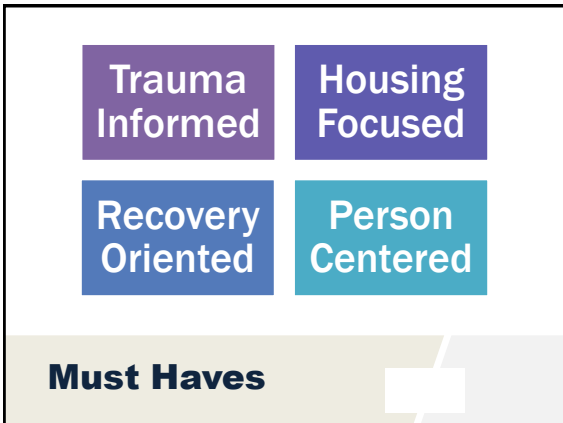 Trauma
Informed
Housing
Focused
Recovery
Oriented
Person
Centered
Must Haves